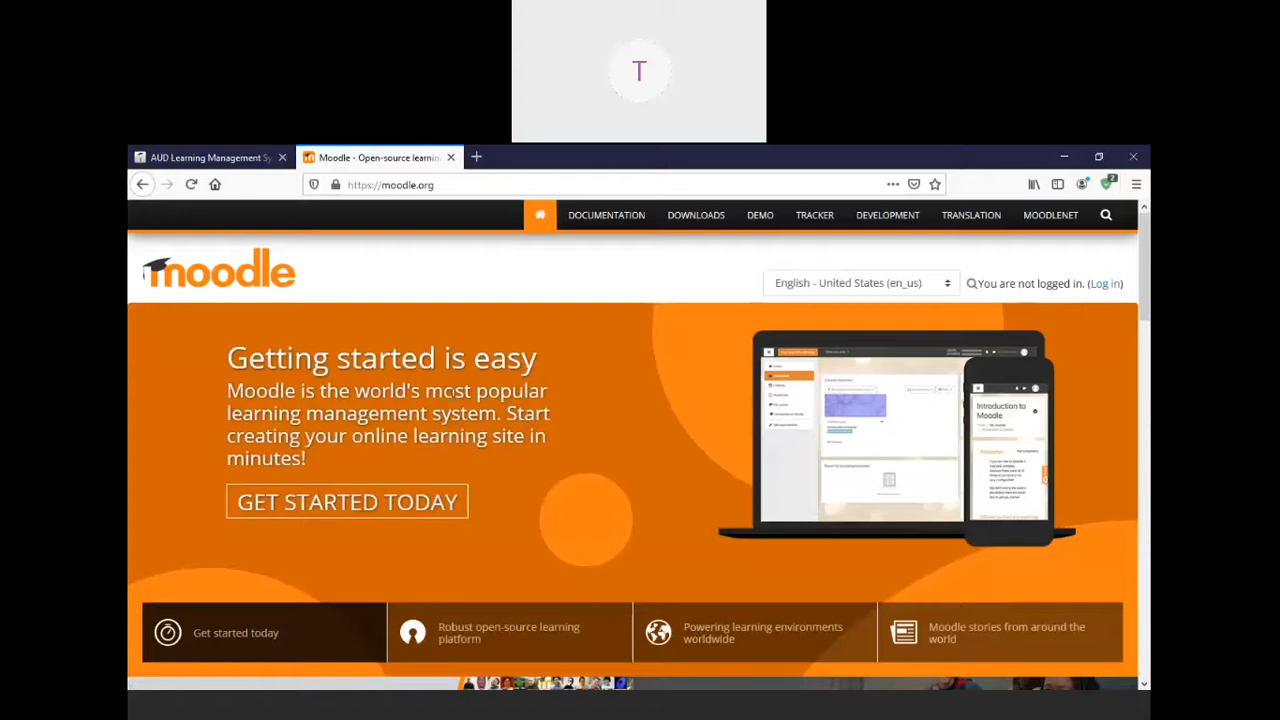 T
AUD Learning Management Sy
Moodle - Open-source learnin
https://moodle.org
2
DOCUMENTATION DOWNLOADS DEMO TRACKER DEVELOPMENT TRANSLATION MOODLENET
moodle
English - United States (en_us)
You are not logged in. (Log in)
Getting started is easy
Moodle is the world's most popular
learning management system. Start
creating your online learning site in
minutes!
GET STARTED TODAY
Introduction to
Moodle
Get started today
Robust open-source learning
platform
Powering learning environments
worldwide
Moodle stories from around the
world